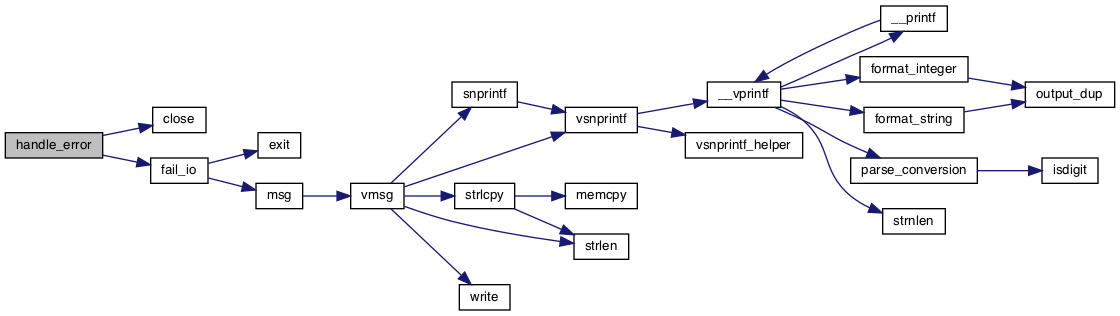 handle_error
close
fail_io
exit
msg
vmsg
snprintf
strlcpy
write
vsnprintf
memcpy
strlen
__vprintf
vsnprintf_helper
__printf
format_integer
format_string
parse_conversion
strnlen
output_dup
isdigit